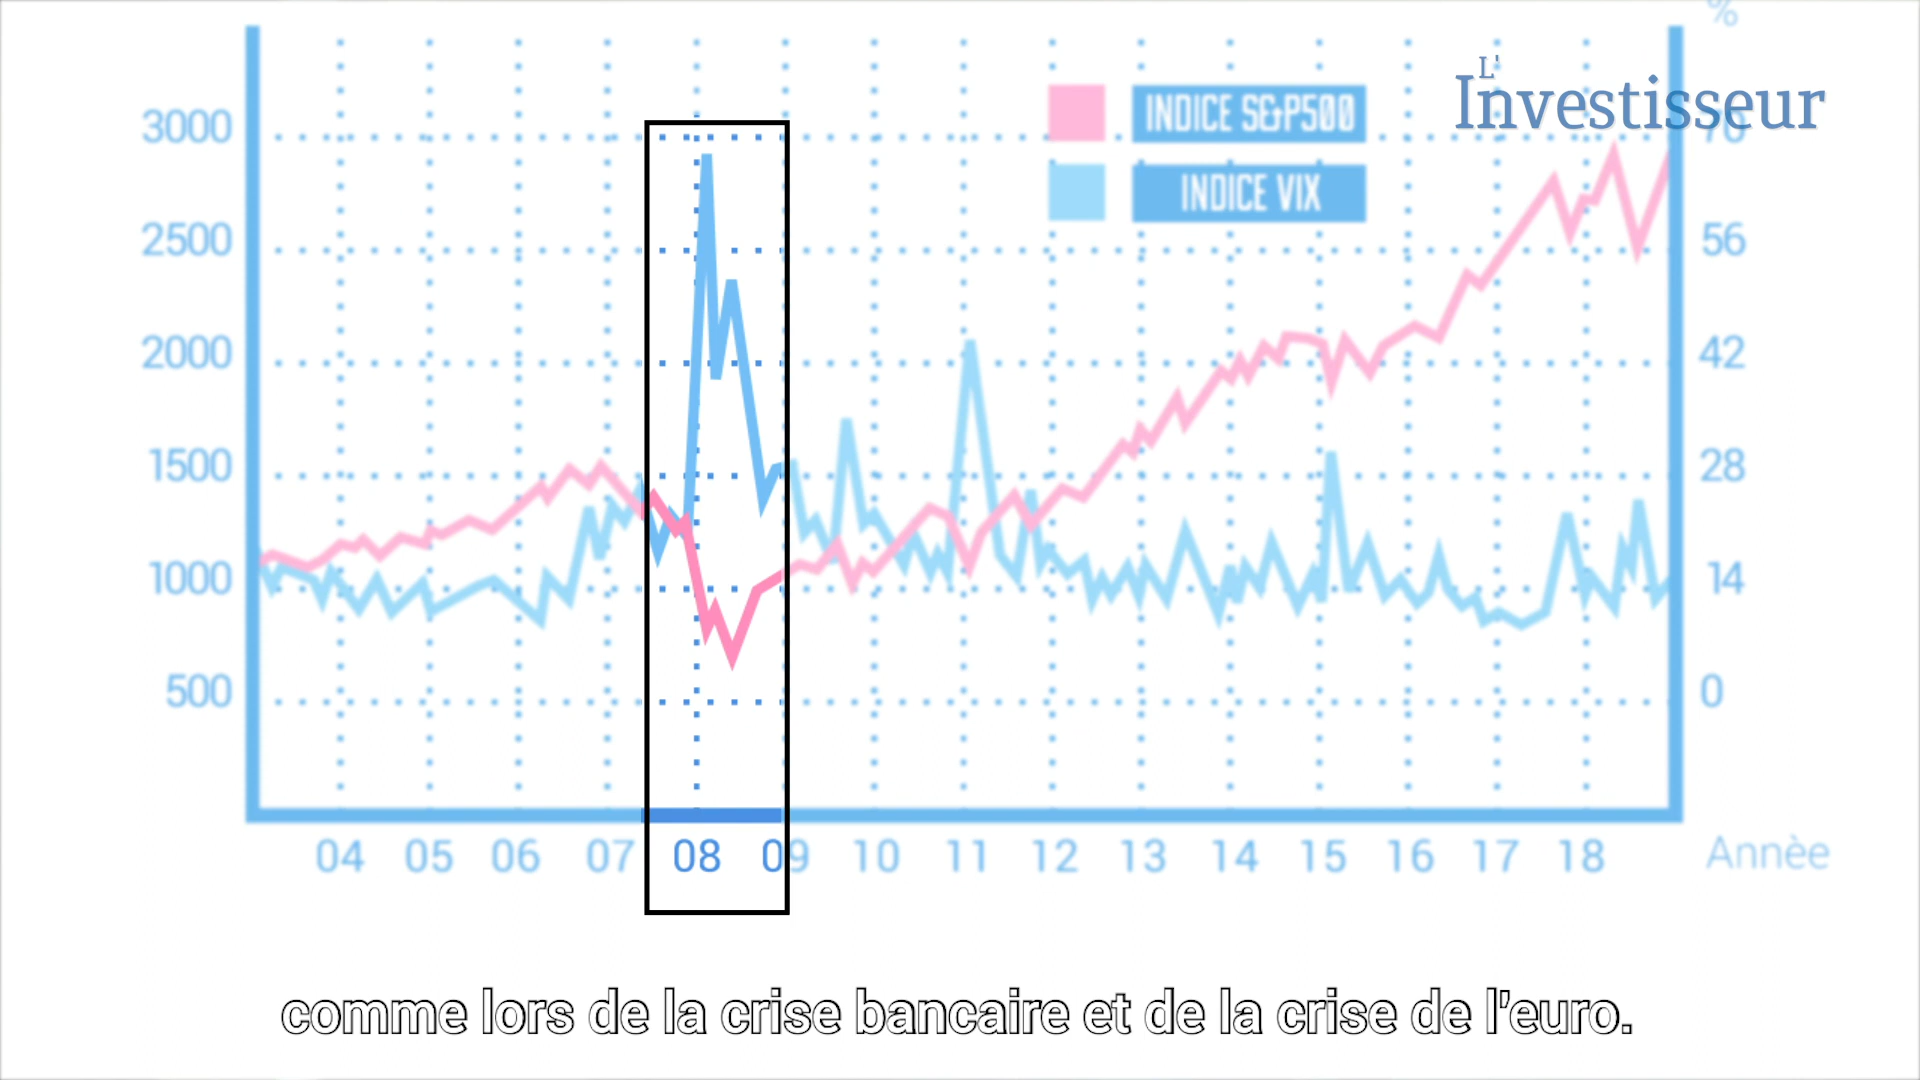 %
L'
Investisseur
INDICE S&P500
INDICE VIX
3000
70
2500
56
2000
42
1500
28
1000
14
500
0
04 05 06 07 08 09 10 11 12 13 14 15 16 17 18 Annèe
comme lors de la crise bancaire et de la crise de l'euro.